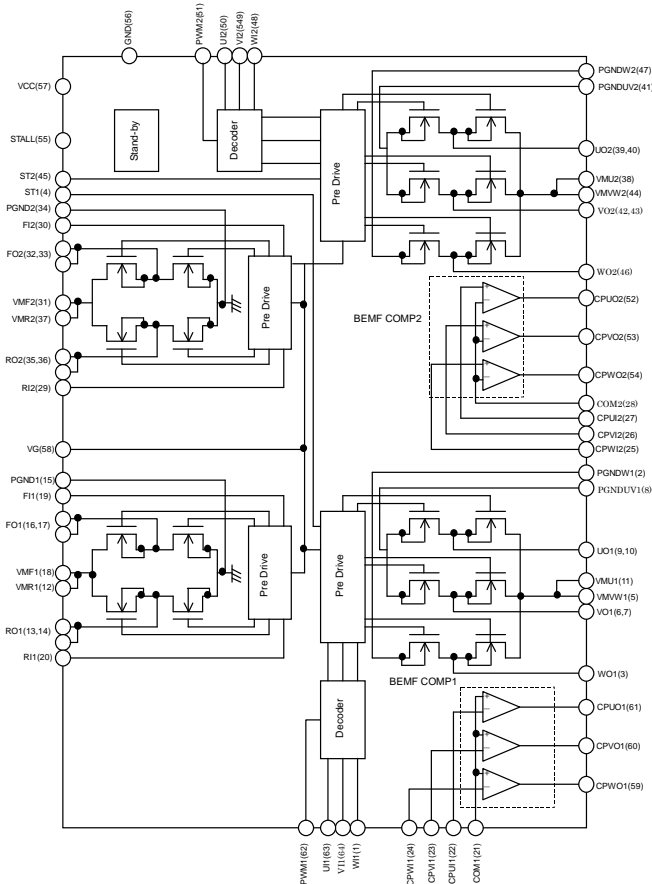 GND(56)
PWM2(51)
UI2(50)
VI2(549)
WI2(48)
VCC(57)
STALL(55)
ST2(45)
ST1(4)
PGND2(34)
FI2(30)
FO2(32,33)
VMF2(31)
VMR2(37)
RO2(35,36)
RI2(29)
VG(58)
PGND1(15)
FI1(19)
FO1(16,17)
VMF1(18)
VMR1(12)
RO1(13,14)
RI1(20)
Stand-by
Decoder
Pre Drive
Pre Drive
Pre Drive
Pre Drive
Decoder
BEMF COMP2
+
−
+
−
+
−
BEMF COMP1
+
−
+
−
+
−
PGNDW2(47)
PGNDUV2(41)
UO2(39,40)
VMU2(38)
VMVW2(44)
VO2(42,43)
WO2(46)
CPUO2(52)
CPVO2(53)
CPWO2(54)
COM2(28)
CPUI2(27)
CPVI2(26)
CPWI2(25)
PGNDW1(2)
PGNDUV1(8)
UO1(9,10)
VMU1(11)
VMVW1(5)
VO1(6,7)
WO1(3)
CPUO1(61)
CPVO1(60)
CPWO1(59)
PWM1(62)
UI1(63)
VI1(64)
WI1(1)
CPWI1(24)
CPVI1(23)
CPUI1(22)
COM1(21)